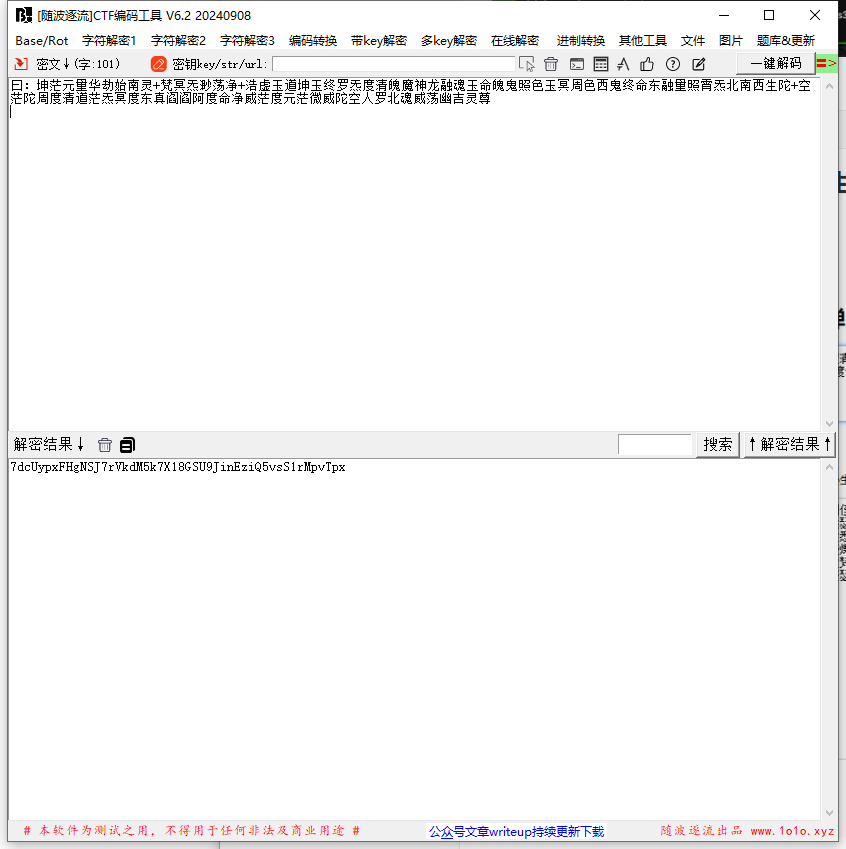 [随波逐流]CTF编码工具 V6.2 20240908
Base/Rot 字符解密1 字符解密2 字符解密3 编码转换 带key解密 多key解密 在线解密 进制转换 其他工具 文件 图片 题库&更新
密文↓(字:101) 密钥key/str/url: 一键解码 =>
曰：坤茫元量华劫始南灵+梵冥炁渺荡净+浩虚玉道坤玉终罗炁度清魄魔神龙融魂玉命魄鬼照色玉冥周色西鬼终命东融量照霄炁北南西生陀+空
茫陀周度清道茫炁冥度东真阎阎阿度命净威茫度元茫微威陀空人罗北魂威荡幽吉灵尊
解密结果↓ 搜索 ↑解密结果↑
7dcUypxFHgNSJ7rVkdM5k7X18GSU9JinEziQ5vsS1rMpvTpx
# 本软件为测试之用, 不得用于任何非法及商业用途 # 公众号文章writeup持续更新下载 随波逐流出品 www.1o1o.xyz